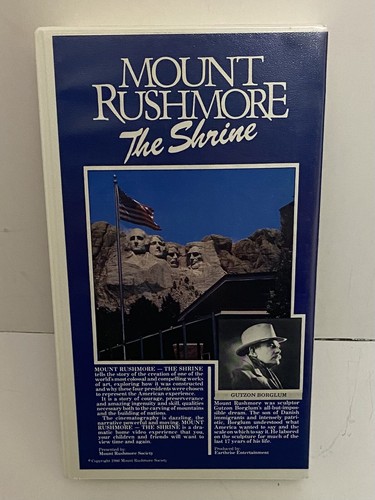 MOUNT
RUSHMORE
The Shrine
MOUNT RUSHMORE — THE SHRINE
tells the story of the creation of one of the
world's most colossal and compelling works
of art, exploring how it was constructed
and why these four presidents were chosen
to represent the American experience.
It is a story of courage, perseverance
and amazing ingenuity and skill, qualities
necessary both to the carving of mountains
and the building of nations.
The cinematography is dazzling, the
narrative powerful and moving. MOUNT
RUSHMORE — THE SHRINE is a dra-
matic home video experience that you,
your children and friends will want to
view time and again.
Presented by
Mount Rushmore Society
Copyright 1986 Mount Rushmore Society
GUTZON BORGLUM
Mount Rushmore was sculptor
Gutzon Borglum's all-but-impos-
sible dream. The son of Danish
immigrants and intensely patri-
otic, Borglum understood what
America wanted to say and the
scale on which to say it. He labored
on the sculpture for much of the
last 17 years of his life.
Produced by
Earthrise Entertainment